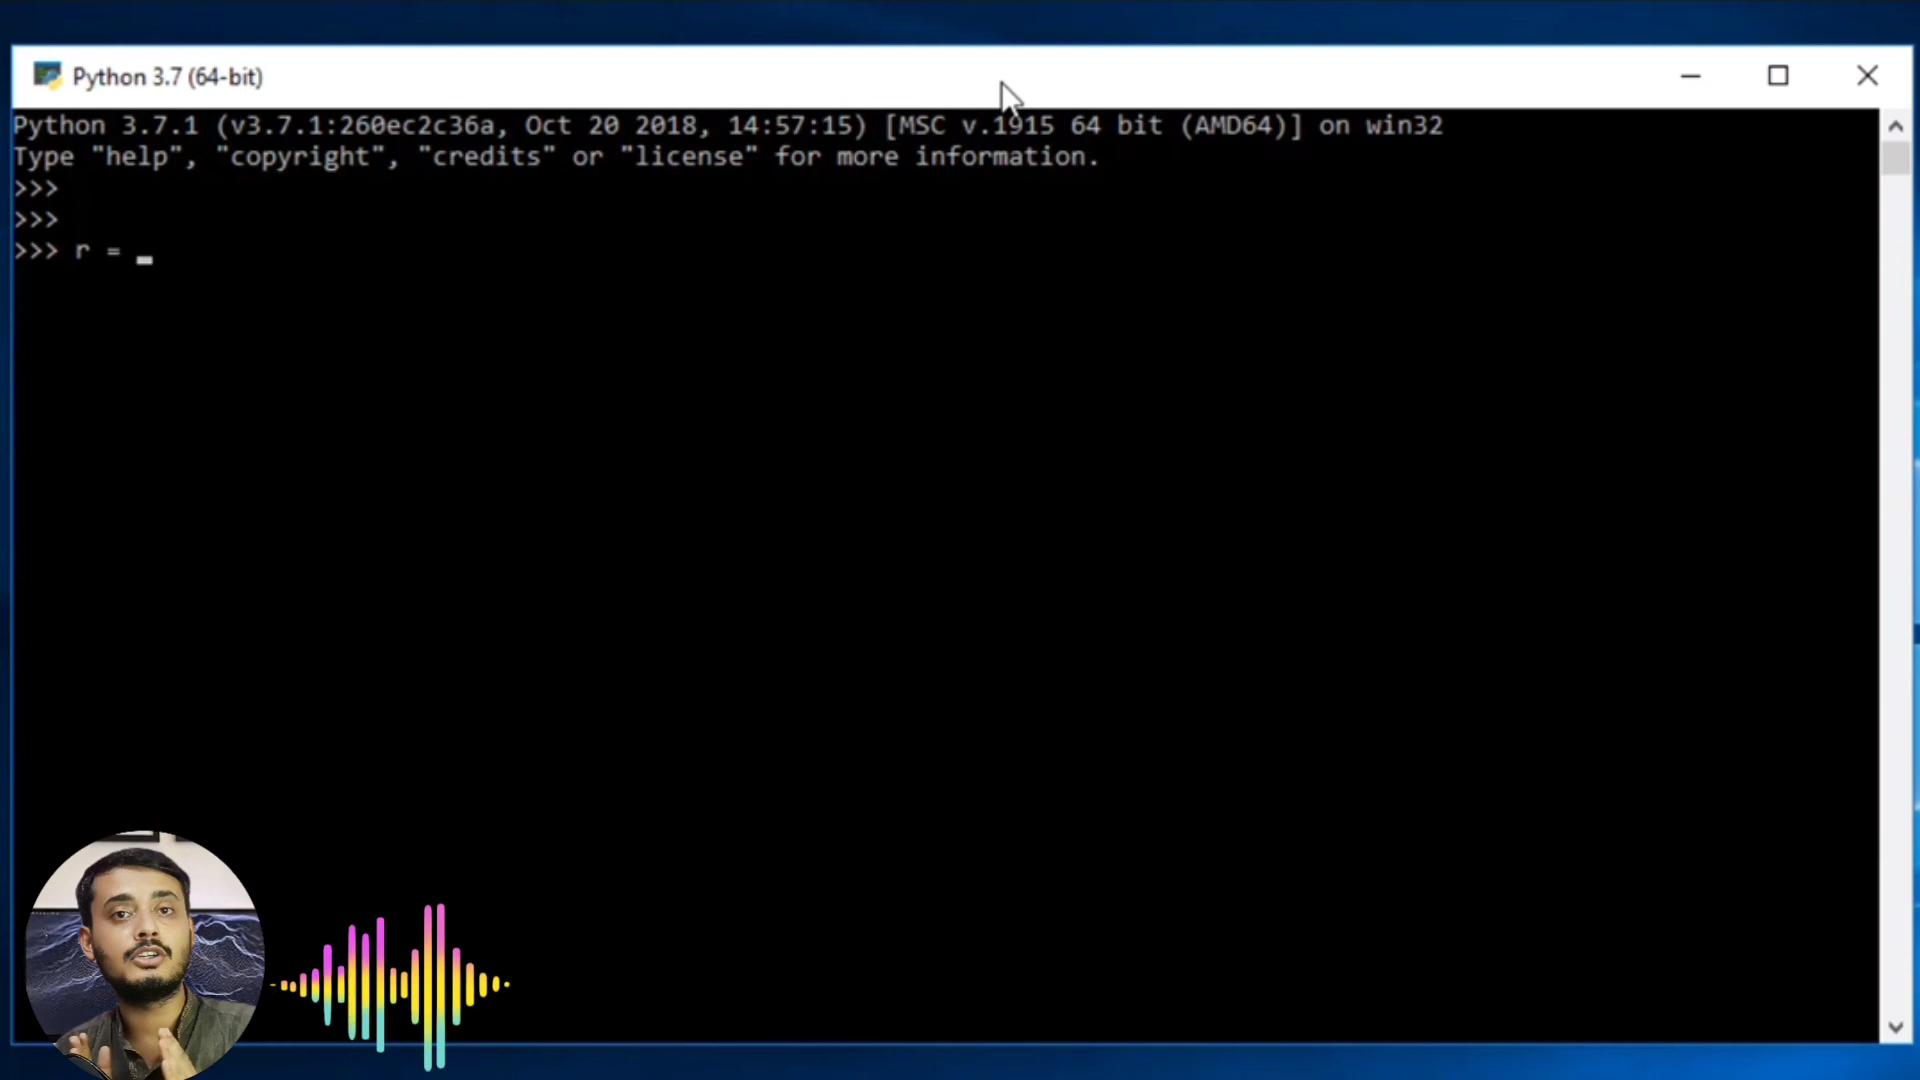 Python 3.7 (64-bit)
Python 3.7.1 (v3.7.1:260ec2c36a, Oct 20 2018, 14:57:15) [MSC v.1915 64 bit (AMD64)] on win32
Type "help", "copyright", "credits" or "license" for more information.
>>>
>>>
>>> r = _